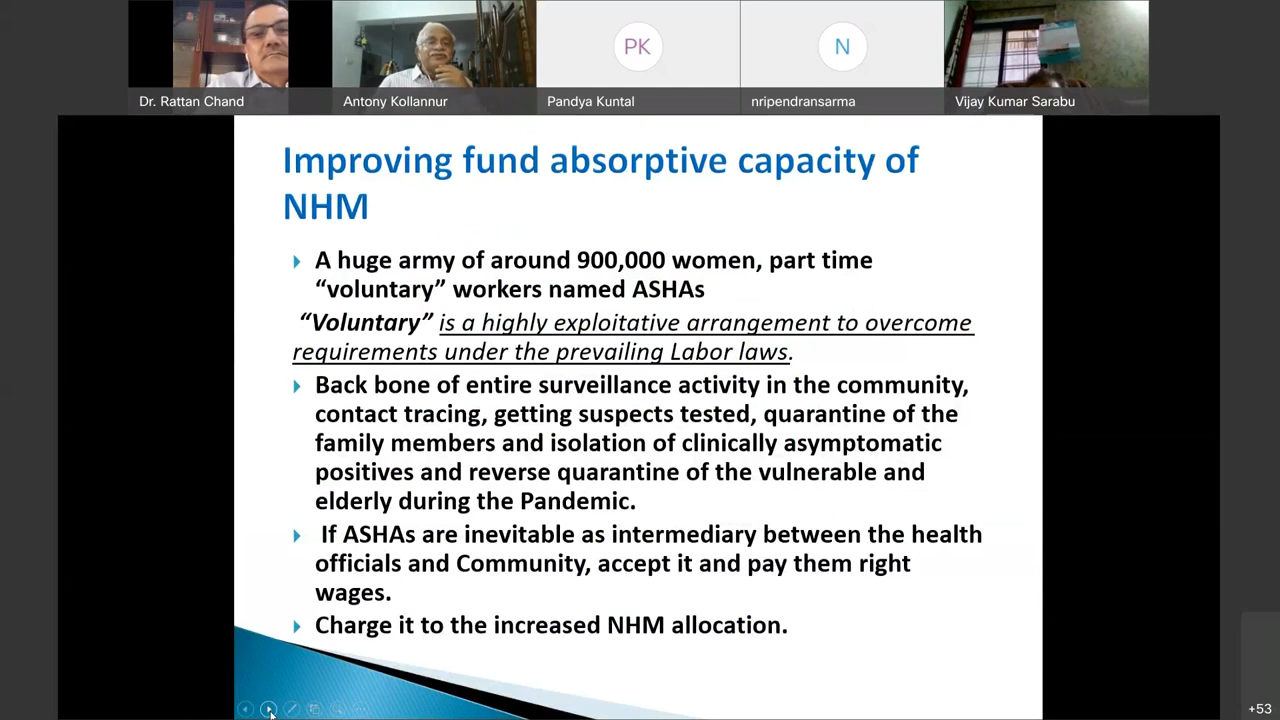 PK
N
Dr. Rattan Chand
Antony Kollannur
Pandya Kuntal
nripendransarma
Vijay Kumar Sarabu
Improving fund absorptive capacity of
NHM
A huge army of around 900,000 women, part time
“voluntary” workers named ASHAs
“Voluntary” is a highly exploitative arrangement to overcome
requirements under the prevailing Labor laws.
Back bone of entire surveillance activity in the community,
contact tracing, getting suspects tested, quarantine of the
family members and isolation of clinically asymptomatic
positives and reverse quarantine of the vulnerable and
elderly during the Pandemic.
If ASHAs are inevitable as intermediary between the health
officials and Community, accept it and pay them right
wages.
Charge it to the increased NHM allocation.
+53